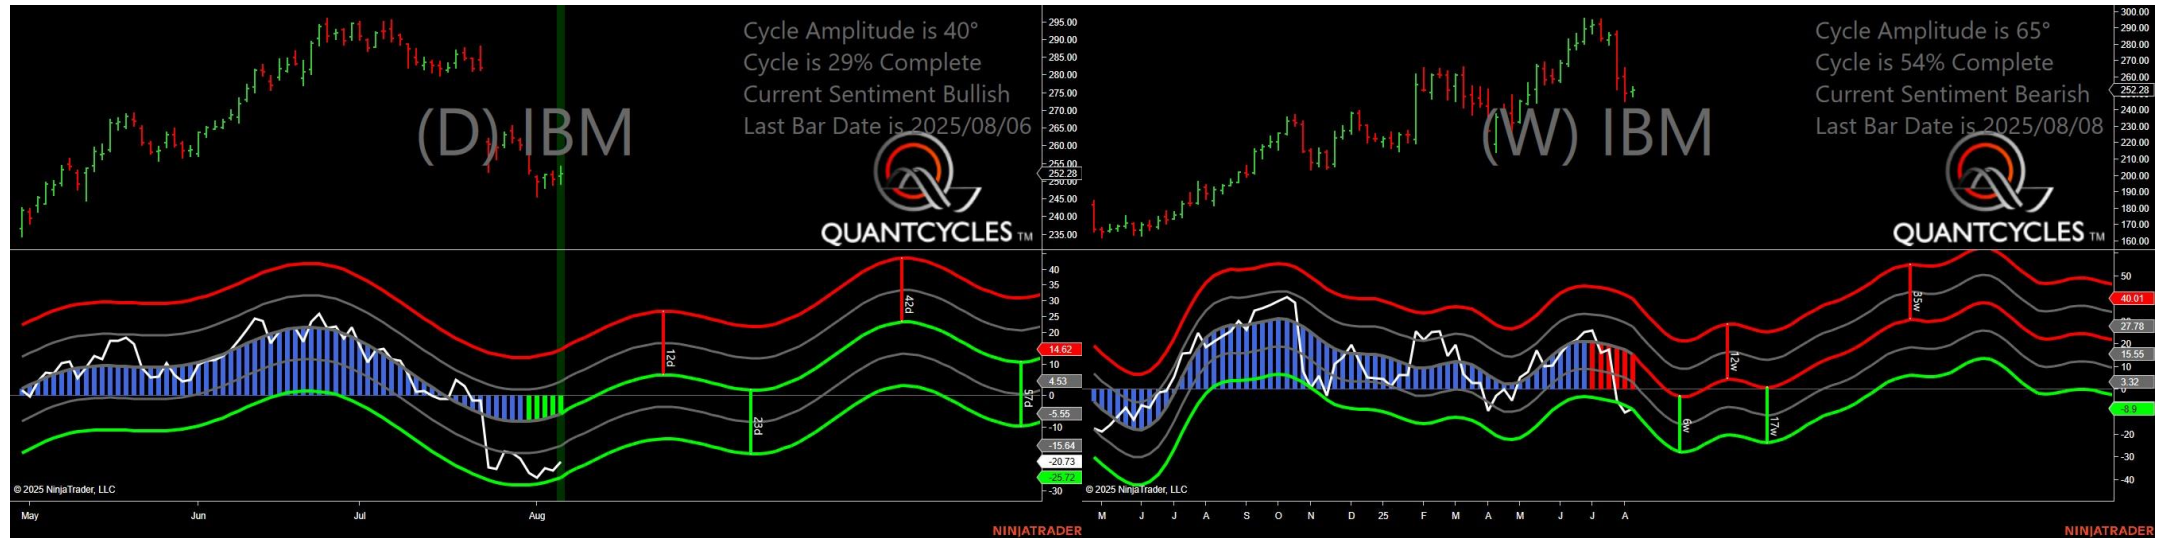 Cycle Amplitude is 40°
Cycle is 29% Complete
Current Sentiment Bullish
Last Bar Date is 2025/08/06
(D) IBM
QUANTCYCLES TM
295.00
290.00
285.00
280.00
275.00
270.00
265.00
260.00
255.00
252.28
250.00
245.00
240.00
235.00
40
35
30
25
20
14.62
10
4.53
0
-5.55
-10
-15.64
-20.73
-25.72
-30
12d
23d
42d
57d
© 2025 NinjaTrader, LLC
May Jun Jul Aug
NINJATRADER
Cycle Amplitude is 65°
Cycle is 54% Complete
Current Sentiment Bearish
Last Bar Date is 2025/08/08
(W) IBM
QUANTCYCLES TM
300.00
290.00
280.00
270.00
260.00
252.28
240.00
230.00
220.00
210.00
200.00
190.00
180.00
170.00
160.00
50
40.01
27.78
20
15.55
10
3.32
0
-8.9
-20
-30
-40
6w
12w
17w
35w
© 2025 NinjaTrader, LLC
M J J A S O N D 25 F M A M J J A
NINJATRADER